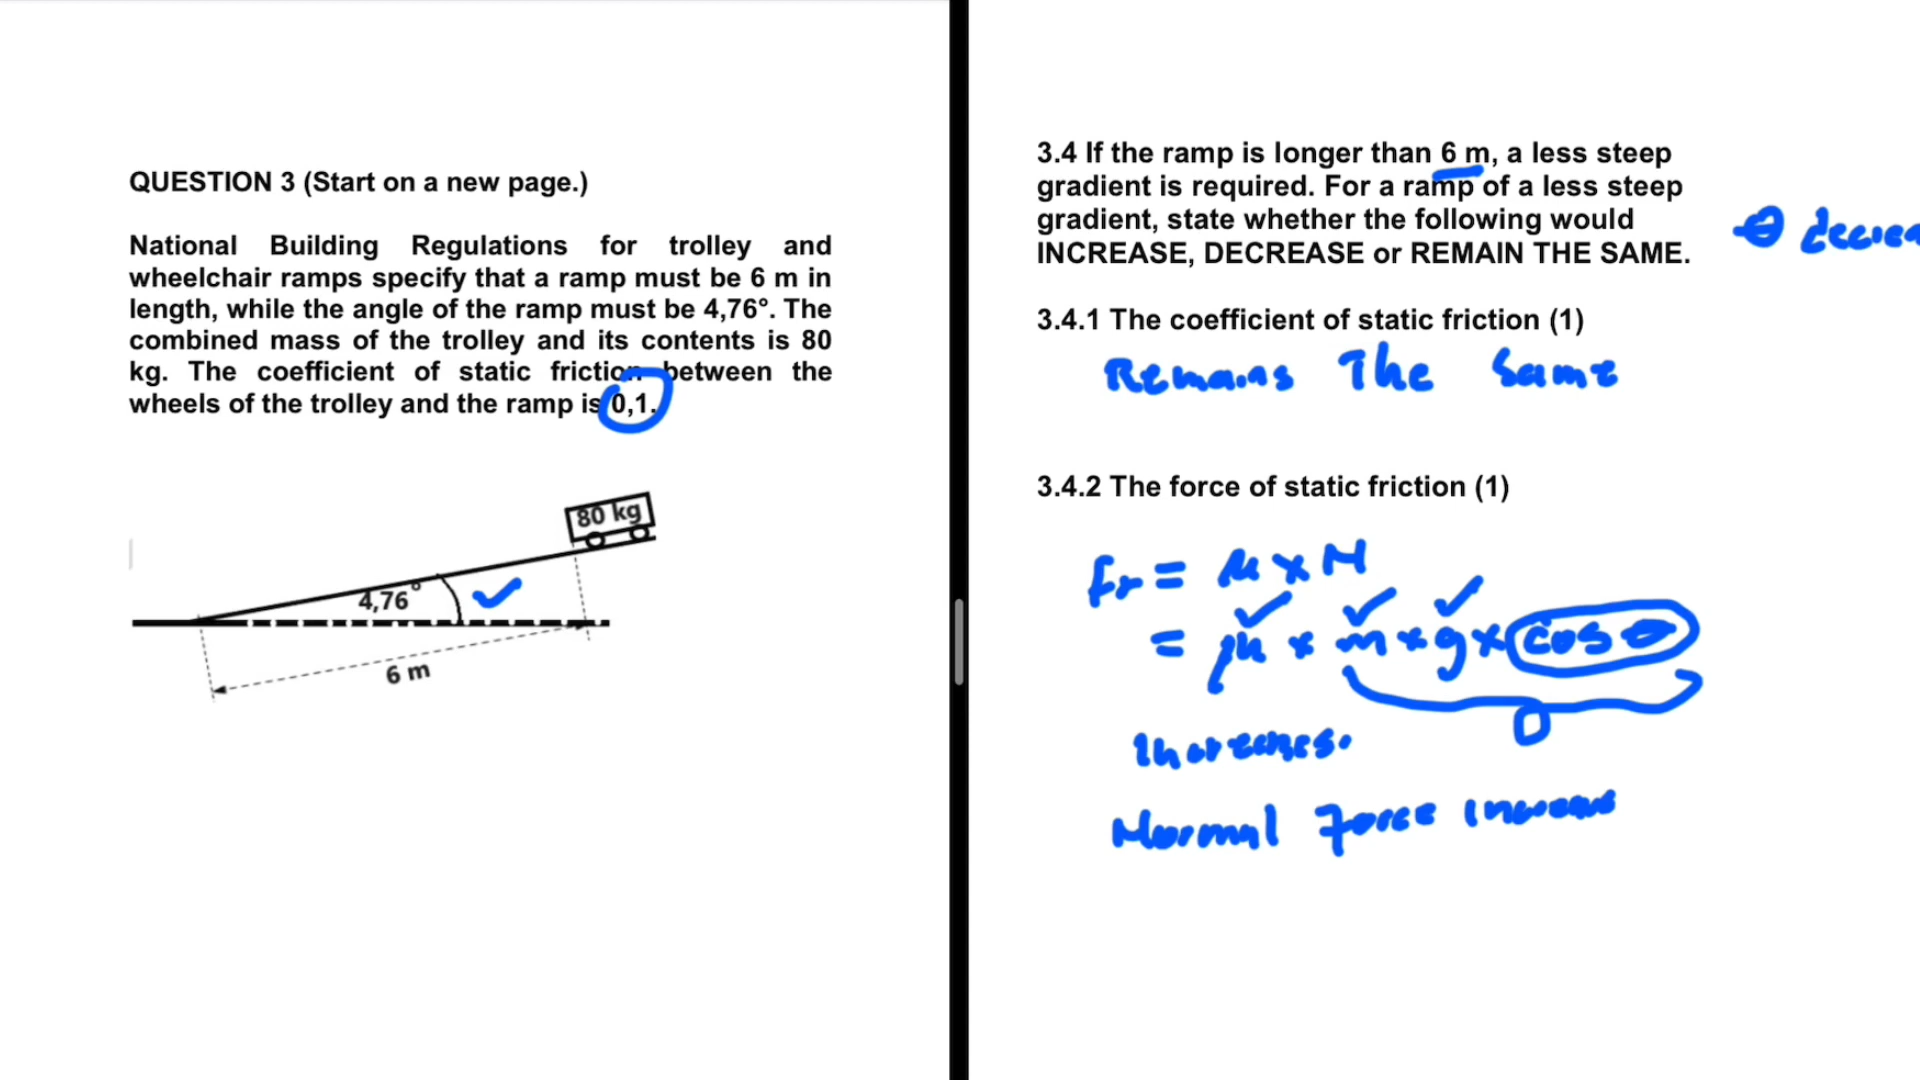 QUESTION 3 (Start on a new page.)
National Building Regulations for trolley and
wheelchair ramps specify that a ramp must be 6 m in
length, while the angle of the ramp must be 4,76°. The
combined mass of the trolley and its contents is 80
kg. The coefficient of static friction between the
wheels of the trolley and the ramp is 0,1.
80 kg
4,76°
6 m
3.4 If the ramp is longer than 6 m, a less steep
gradient is required. For a ramp of a less steep
gradient, state whether the following would
INCREASE, DECREASE or REMAIN THE SAME.
3.4.1 The coefficient of static friction (1)
Remains The Same
3.4.2 The force of static friction (1)
fr = μ × N
= μ × m × g × cos θ
Normal Force